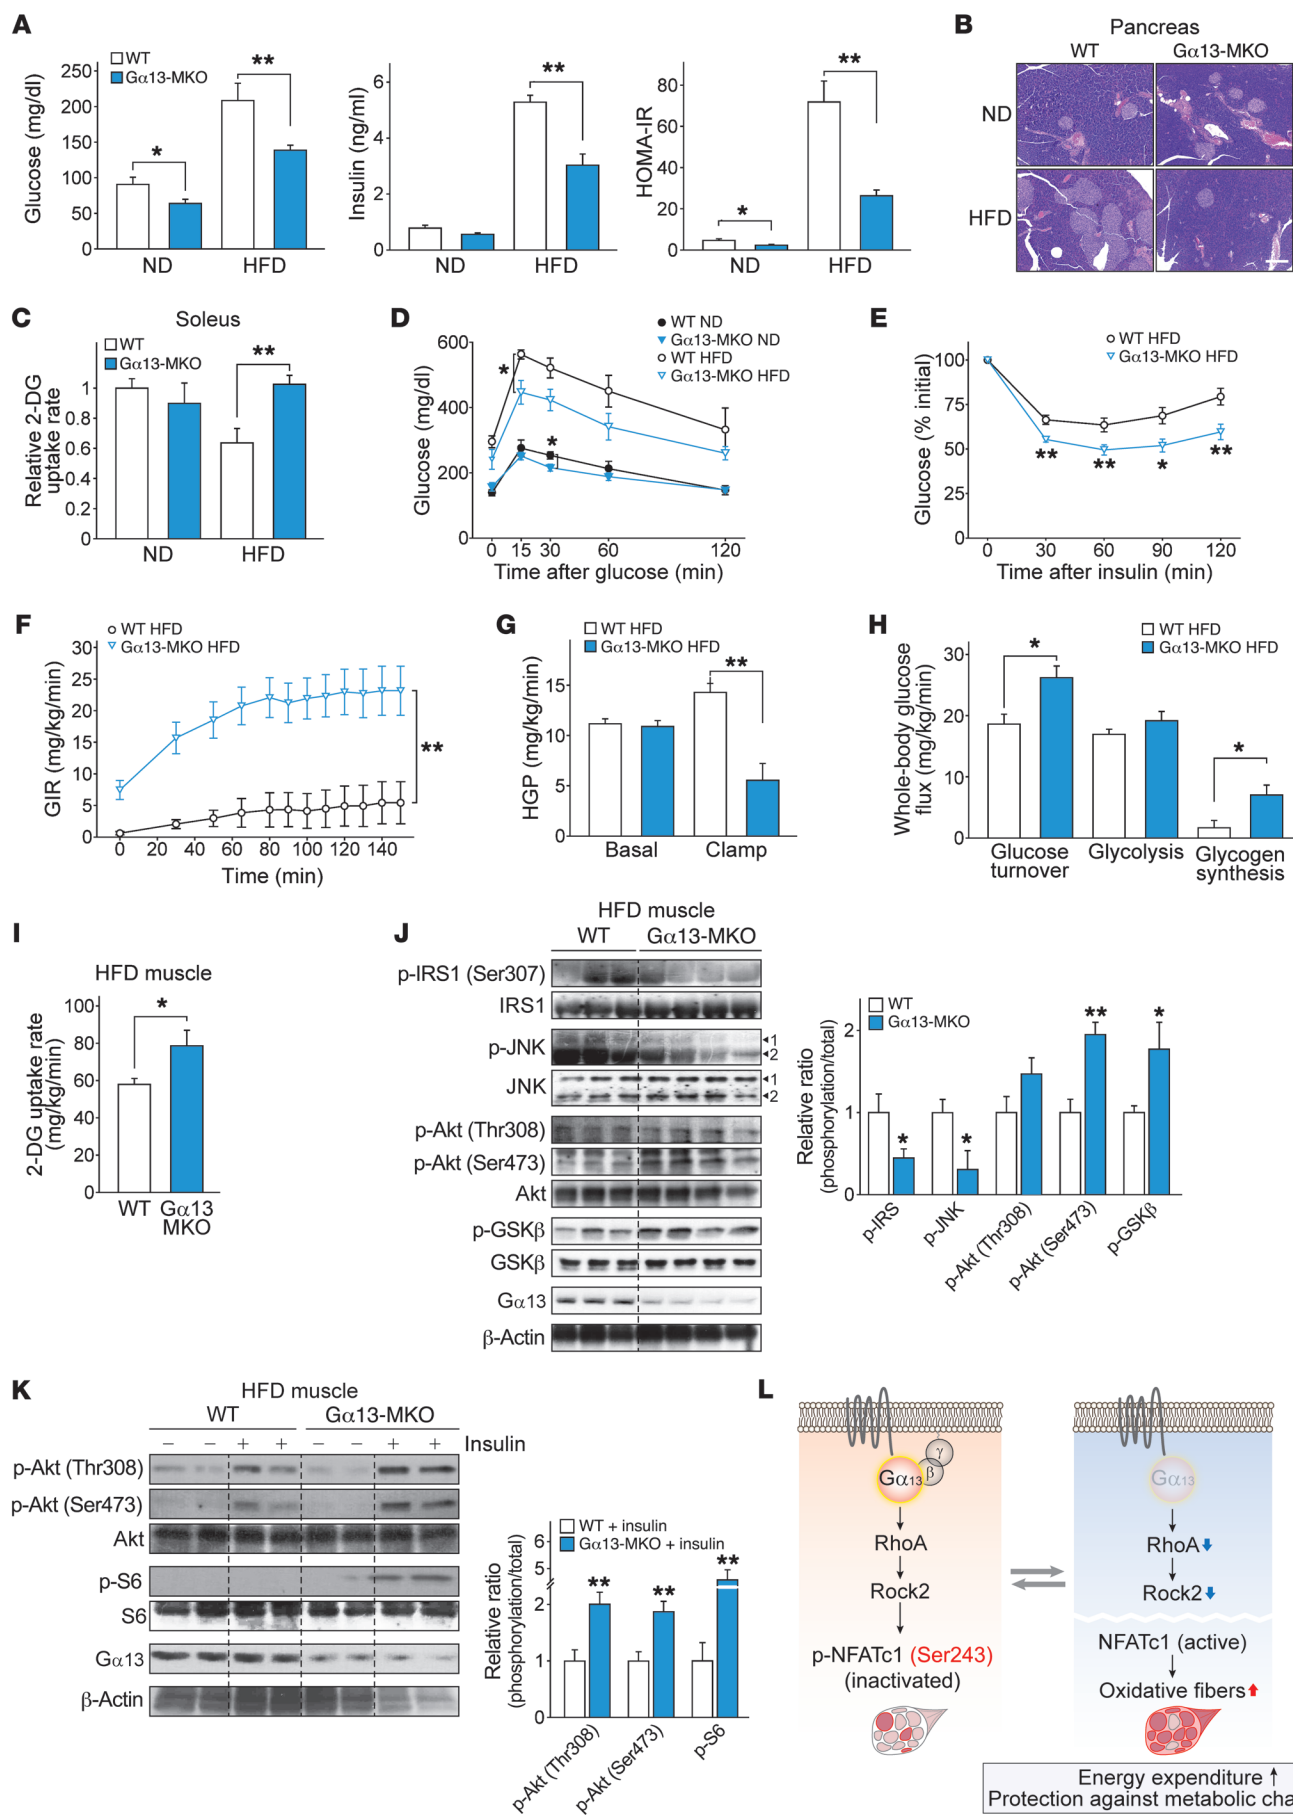 A
WT
Gα13-MKO
Glucose (mg/dl)
250
200
150
100
50
0
*
**
ND
HFD
Insulin (ng/ml)
6
4
2
0
**
ND
HFD
HOMA-IR
80
60
40
20
0
*
**
ND
HFD
B
Pancreas
WT
Gα13-MKO
ND
HFD
C
Soleus
WT
Gα13-MKO
Relative 2-DG
uptake rate
1
0.8
0.6
0.4
0.2
0
**
ND
HFD
D
WT ND
Gα13-MKO ND
WT HFD
Gα13-MKO HFD
Glucose (mg/dl)
600
400
200
0
*
*
0 15 30 60 120
Time after glucose (min)
E
WT HFD
Gα13-MKO HFD
Glucose (% initial)
100
75
50
25
0
** ** * **
0 30 60 90 120
Time after insulin (min)
F
WT HFD
Gα13-MKO HFD
GIR (mg/kg/min)
30
25
20
15
10
5
0
**
0 20 40 60 80 100 120 140
Time (min)
G
WT HFD
Gα13-MKO HFD
HGP (mg/kg/min)
15
10
5
0
**
Basal
Clamp
H
WT HFD
Gα13-MKO HFD
Whole-body glucose
flux (mg/kg/min)
30
20
10
0
*
*
Glucose
turnover
Glycolysis
Glycogen
synthesis
I
HFD muscle
2-DG uptake rate
(mg/kg/min)
100
80
60
40
20
0
*
WT
Gα13
MKO
J
HFD muscle
WT
Gα13-MKO
p-IRS1 (Ser307)
IRS1
p-JNK
1
2
JNK
1
2
p-Akt (Thr308)
p-Akt (Ser473)
Akt
p-GSKβ
GSKβ
Gα13
β-Actin
WT
Gα13-MKO
Relative ratio
(phosphorylation/total)
2
1
0
* * ** *
p-IRS
p-JNK
p-Akt (Thr308)
p-Akt (Ser473)
p-GSKβ
K
HFD muscle
WT
Gα13-MKO
− − + + − − + + Insulin
p-Akt (Thr308)
p-Akt (Ser473)
Akt
p-S6
S6
Gα13
β-Actin
WT + insulin
Gα13-MKO + insulin
Relative ratio
(phosphorylation/total)
6
5
2
1
0
** ** **
p-Akt (Thr308)
p-Akt (Ser473)
p-S6
L
Gα13
β
γ
RhoA
Rock2
p-NFATc1 (Ser243)
(inactivated)
Gα13
RhoA
Rock2
NFATc1 (active)
Oxidative fibers
Energy expenditure ↑
Protection against metabolic cha